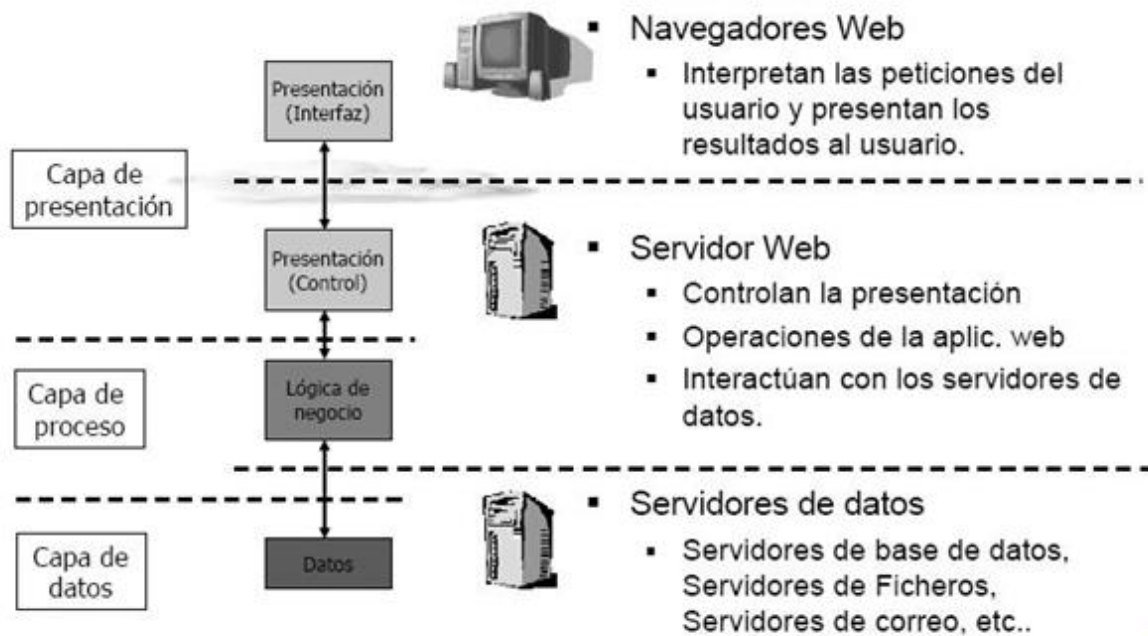 Navegadores Web
Interpretan las peticiones del
usuario y presentan los
resultados al usuario.
Presentación
(Interfaz)
Capa de
presentación
Presentación
(Control)
Servidor Web
Controlan la presentación
Operaciones de la aplic. web
Interactúan con los servidores de
datos.
Capa de
proceso
Lógica de
negocio
Servidores de datos
Servidores de base de datos,
Servidores de Ficheros,
Servidores de correo, etc..
Capa de
datos
Datos